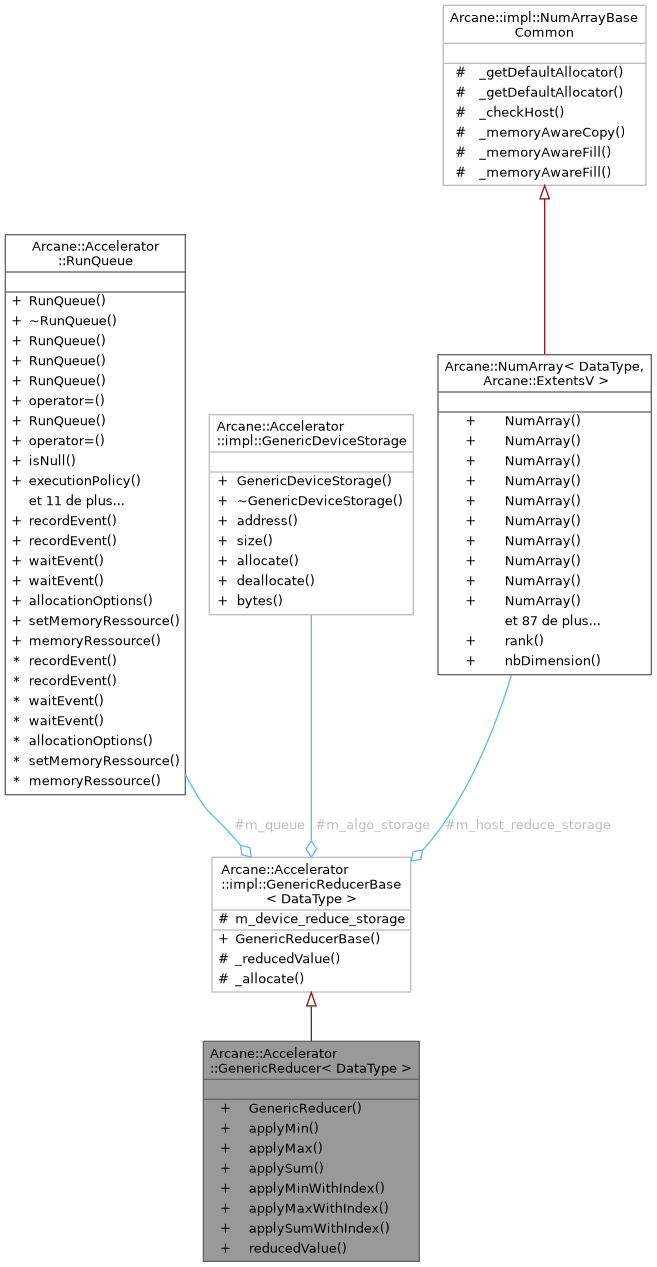 Arcane::impl::NumArrayBase
Common
# _getDefaultAllocator()
# _getDefaultAllocator()
# _checkHost()
# _memoryAwareCopy()
# _memoryAwareFill()
# _memoryAwareFill()
Arcane::Accelerator
::RunQueue
+ RunQueue()
+ ~RunQueue()
+ RunQueue()
+ RunQueue()
+ RunQueue()
+ operator=()
+ RunQueue()
+ operator=()
+ isNull()
+ executionPolicy()
et 11 de plus...
+ recordEvent()
+ recordEvent()
+ waitEvent()
+ waitEvent()
+ allocationOptions()
+ setMemoryRessource()
+ memoryRessource()
* recordEvent()
* recordEvent()
* waitEvent()
* waitEvent()
* allocationOptions()
* setMemoryRessource()
* memoryRessource()
Arcane::Accelerator
::impl::GenericDeviceStorage
+ GenericDeviceStorage()
+ ~GenericDeviceStorage()
+ address()
+ size()
+ allocate()
+ deallocate()
+ bytes()
Arcane::NumArray< DataType,
Arcane::ExtentsV >
+ NumArray()
+ NumArray()
+ NumArray()
+ NumArray()
+ NumArray()
+ NumArray()
+ NumArray()
+ NumArray()
+ NumArray()
+ NumArray()
et 87 de plus...
+ rank()
+ nbDimension()
#m_queue
#m_algo_storage
#m_host_reduce_storage
Arcane::Accelerator
::impl::GenericReducerBase
< DataType >
# m_device_reduce_storage
+ GenericReducerBase()
# _reducedValue()
# _allocate()
Arcane::Accelerator
::GenericReducer< DataType >
+ GenericReducer()
+ applyMin()
+ applyMax()
+ applySum()
+ applyMinWithIndex()
+ applyMaxWithIndex()
+ applySumWithIndex()
+ reducedValue()